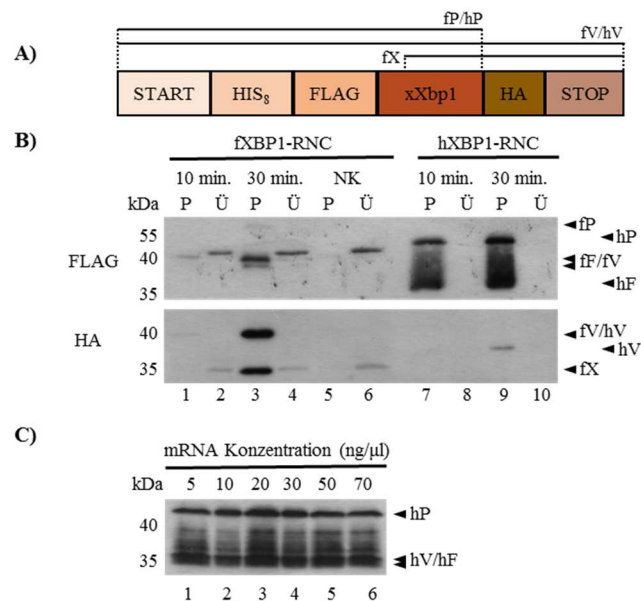 fP/hP
fV/hV
fX
A)
START HIS₈ FLAG xXbp1 HA STOP
B)
fXBP1-RNC hXBP1-RNC
10 min. 30 min. NK 10 min. 30 min.
kDa P Ü P Ü P Ü P Ü P Ü
fP
55
hP
FLAG 40 fF/fV
hF
35
40 fV/hV
HA
hV
35 fX
1 2 3 4 5 6 7 8 9 10
C)
mRNA Konzentration (ng/µl)
kDa 5 10 20 30 50 70
hP
40
35 hV/hF
1 2 3 4 5 6